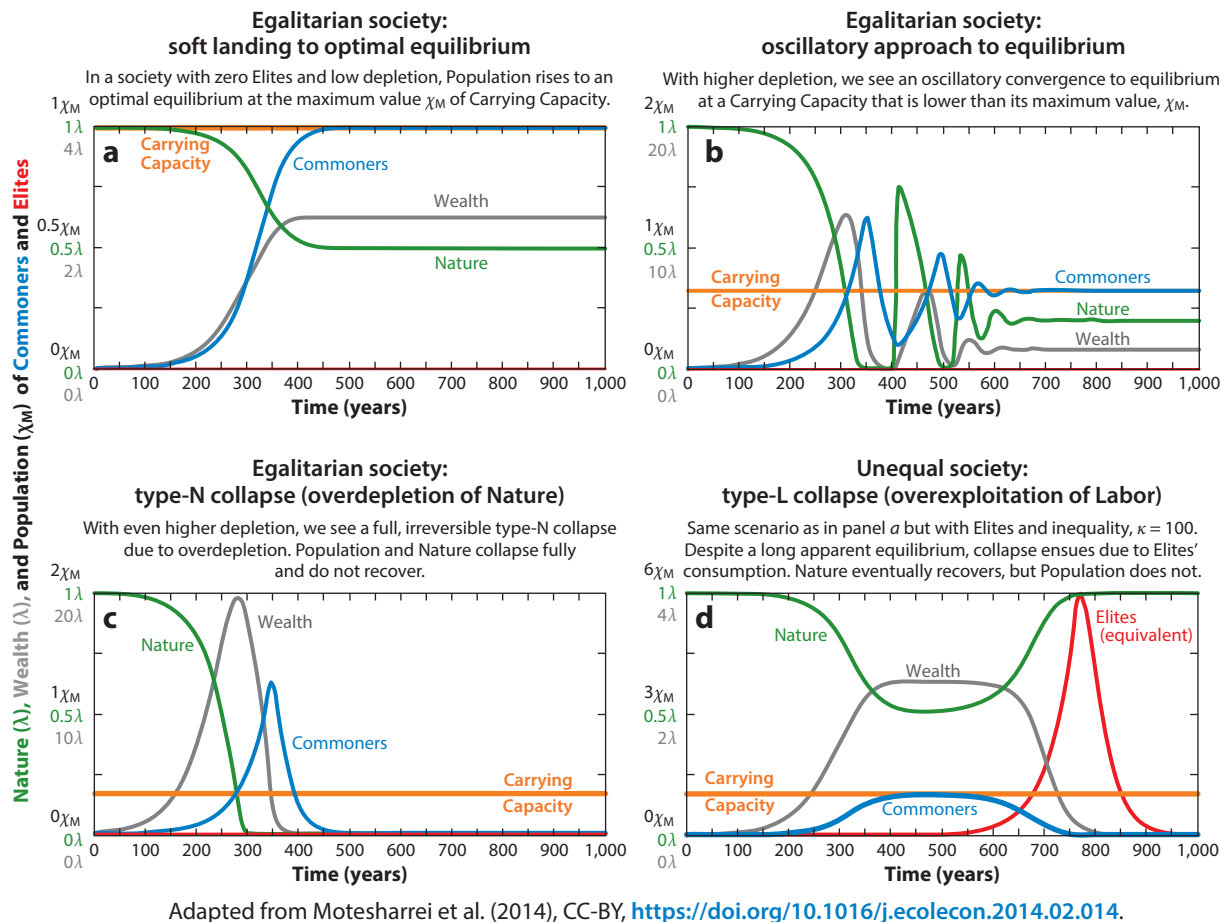 Egalitarian society:
soft landing to optimal equilibrium
In a society with zero Elites and low depletion, Population rises to an
optimal equilibrium at the maximum value χM of Carrying Capacity.
1χM
1λ
4λ
0.5χM
0.5λ
2λ
0χM
0λ
0λ
a
Carrying
Capacity
Commoners
Wealth
Nature
0 100 200 300 400 500 600 700 800 900 1,000
Time (years)
Egalitarian society:
oscillatory approach to equilibrium
With higher depletion, we see an oscillatory convergence to equilibrium
at a Carrying Capacity that is lower than its maximum value, χM.
2χM
1λ
20λ
1χM
0.5λ
10λ
0χM
0λ
0λ
b
Carrying
Capacity
Commoners
Nature
Wealth
0 100 200 300 400 500 600 700 800 900 1,000
Time (years)
Nature (λ), Wealth (λ), and Population (χM) of Commoners and Elites
Egalitarian society:
type-N collapse (overdepletion of Nature)
With even higher depletion, we see a full, irreversible type-N collapse
due to overdepletion. Population and Nature collapse fully
and do not recover.
2χM
1λ
20λ
1χM
0.5λ
10λ
0χM
0λ
0λ
c
Nature
Wealth
Commoners
Carrying
Capacity
0 100 200 300 400 500 600 700 800 900 1,000
Time (years)
Unequal society:
type-L collapse (overexploitation of Labor)
Same scenario as in panel a but with Elites and inequality, κ = 100.
Despite a long apparent equilibrium, collapse ensues due to Elites’
consumption. Nature eventually recovers, but Population does not.
6χM
1λ
4λ
3χM
0.5λ
2λ
0χM
0λ
0λ
d
Nature
Wealth
Elites
(equivalent)
Carrying
Capacity
Commoners
0 100 200 300 400 500 600 700 800 900 1,000
Time (years)
Adapted from Motesharrei et al. (2014), CC-BY, https://doi.org/10.1016/j.ecolecon.2014.02.014.